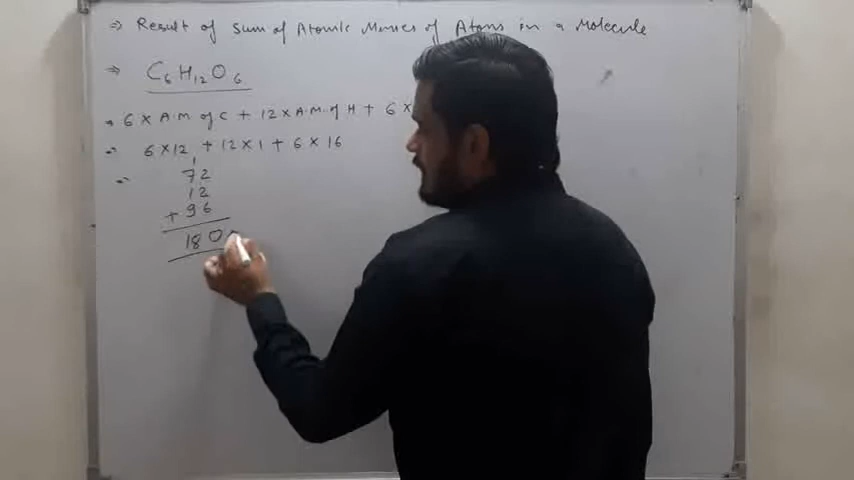 ⇒ Result of Sum of Atomic Masses of Atoms in a Molecule
⇒ C₆H₁₂O₆
⇒ 6 × A.M of C + 12 × A.M. of H + 6 ×
6 × 12 + 12 × 1 + 6 × 16
1
72
12
+ 96
180